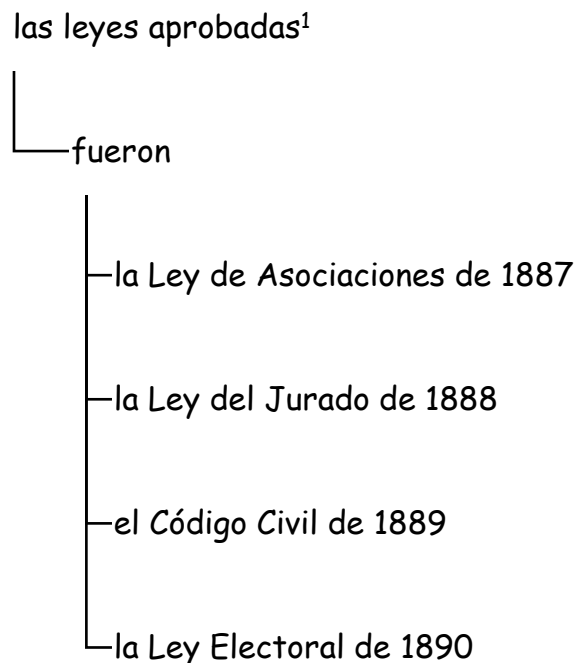 las leyes aprobadas¹
fueron
la Ley de Asociaciones de 1887
la Ley del Jurado de 1888
el Código Civil de 1889
la Ley Electoral de 1890